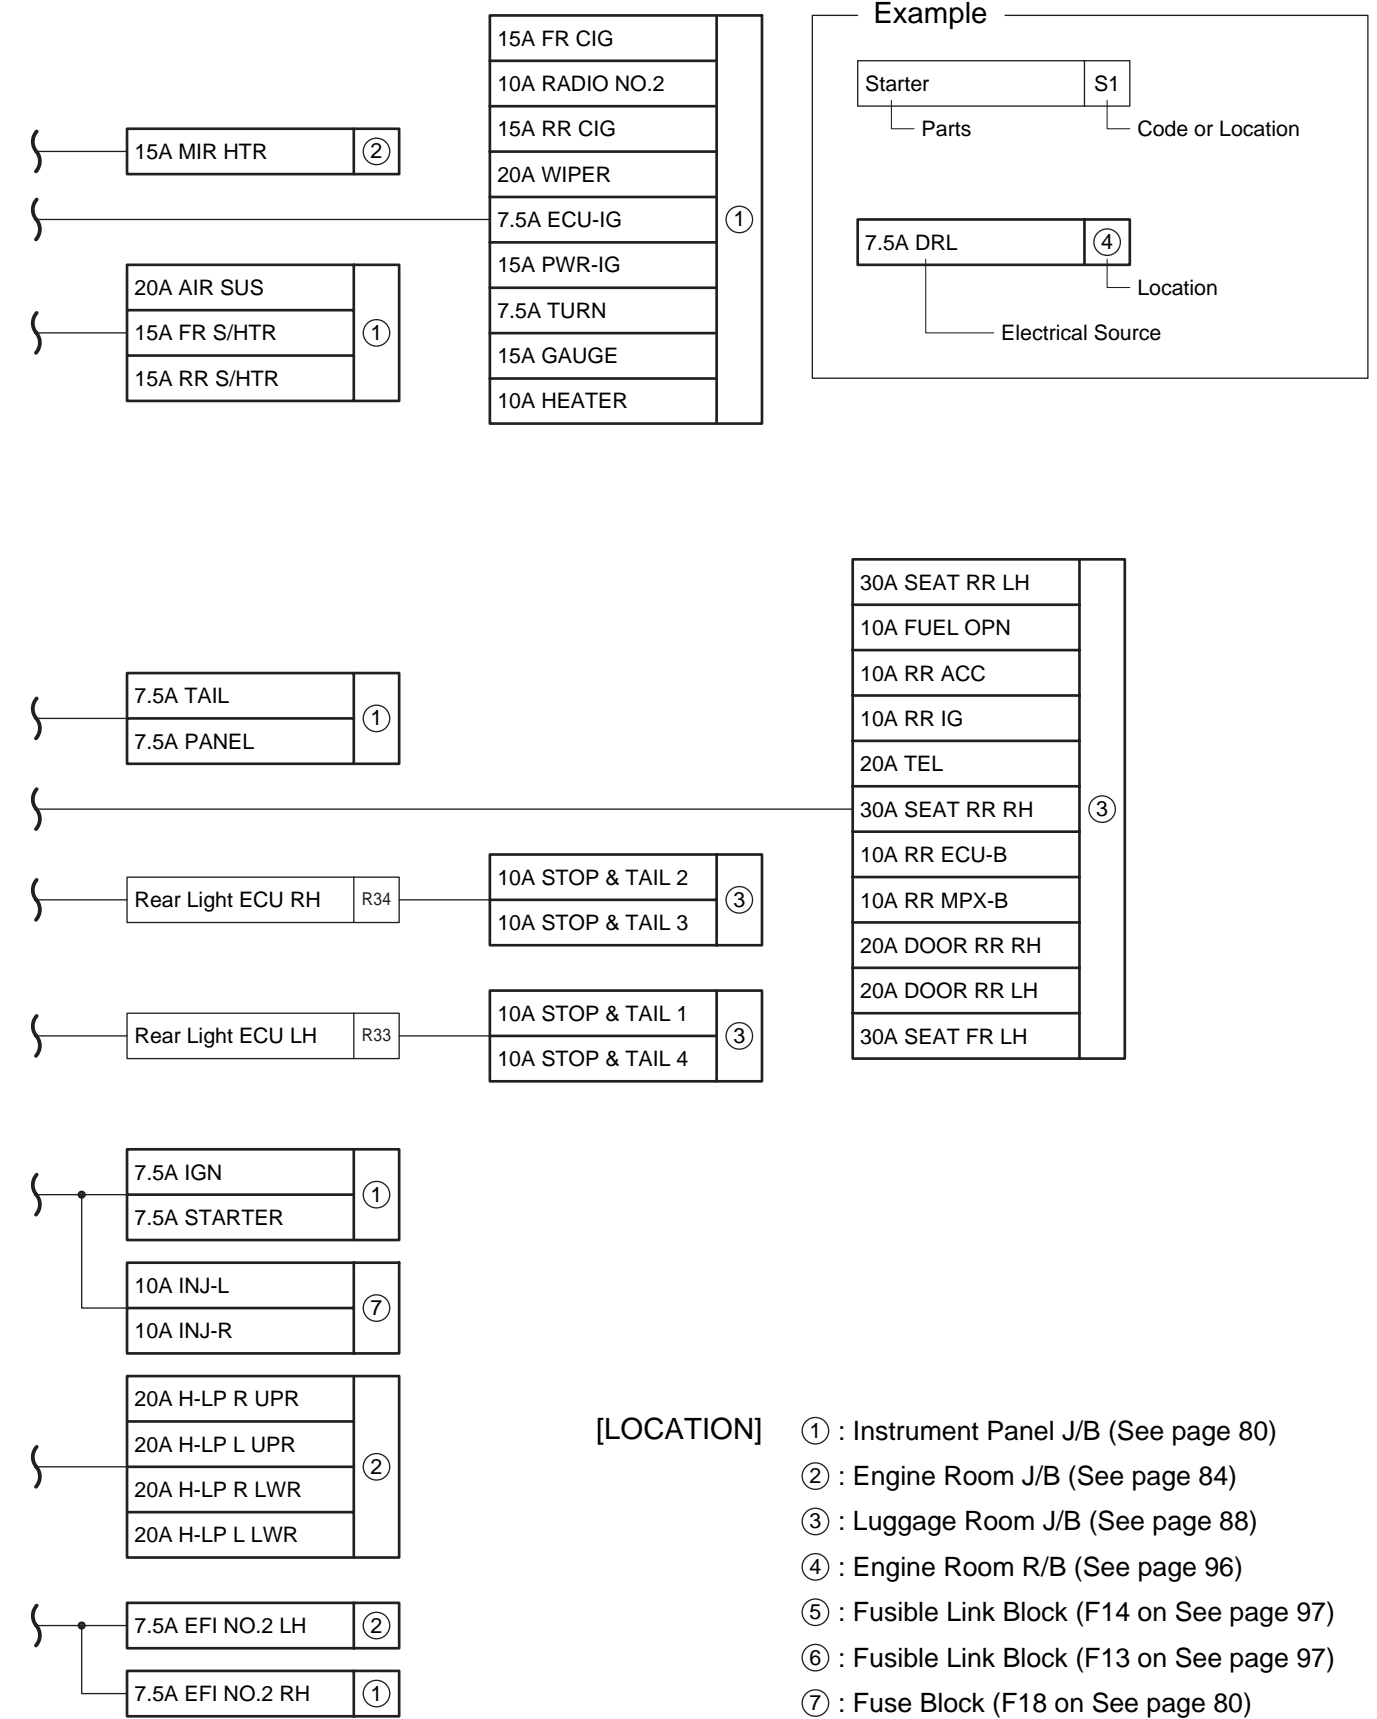 15A MIR HTR
②
20A AIR SUS
15A FR S/HTR
15A RR S/HTR
①
15A FR CIG
10A RADIO NO.2
15A RR CIG
20A WIPER
7.5A ECU-IG
15A PWR-IG
7.5A TURN
15A GAUGE
10A HEATER
①
Example
Starter S1
Parts
Code or Location
7.5A DRL ④
Location
Electrical Source
7.5A TAIL
7.5A PANEL
①
30A SEAT RR LH
10A FUEL OPN
10A RR ACC
10A RR IG
20A TEL
30A SEAT RR RH
10A RR ECU-B
10A RR MPX-B
20A DOOR RR RH
20A DOOR RR LH
30A SEAT FR LH
③
Rear Light ECU RH R34
10A STOP & TAIL 2
10A STOP & TAIL 3
③
Rear Light ECU LH R33
10A STOP & TAIL 1
10A STOP & TAIL 4
③
7.5A IGN
7.5A STARTER
①
10A INJ-L
10A INJ-R
⑦
20A H-LP R UPR
20A H-LP L UPR
20A H-LP R LWR
20A H-LP L LWR
②
7.5A EFI NO.2 LH ②
7.5A EFI NO.2 RH ①
[LOCATION]
① : Instrument Panel J/B (See page 80)
② : Engine Room J/B (See page 84)
③ : Luggage Room J/B (See page 88)
④ : Engine Room R/B (See page 96)
⑤ : Fusible Link Block (F14 on See page 97)
⑥ : Fusible Link Block (F13 on See page 97)
⑦ : Fuse Block (F18 on See page 80)